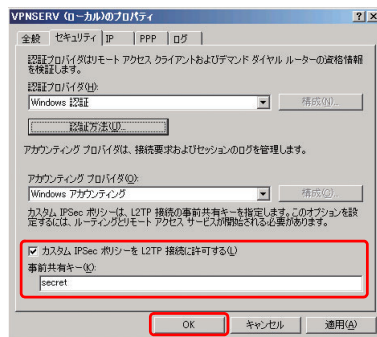 VPNSERV (ローカル)のプロパティ
全般 セキュリティ IP PPP ログ
認証プロバイダはリモート アクセス クライアントおよびデマンド ダイヤル ルーターの資格情報
を検証します。
認証プロバイダ(H):
Windows 認証
構成(N)...
認証方法(U)...
アカウンティング プロバイダは、接続要求およびセッションのログを管理します。
アカウンティング プロバイダ(O):
Windows アカウンティング
構成(G)...
カスタム IPSec ポリシーは、L2TP 接続の事前共有キーを指定します。このオプションを設
定するには、ルーティングとリモート アクセス サービスが開始される必要があります。
カスタム IPSec ポリシーを L2TP 接続に許可する(L)
事前共有キー(K):
secret
OK キャンセル 適用(A)